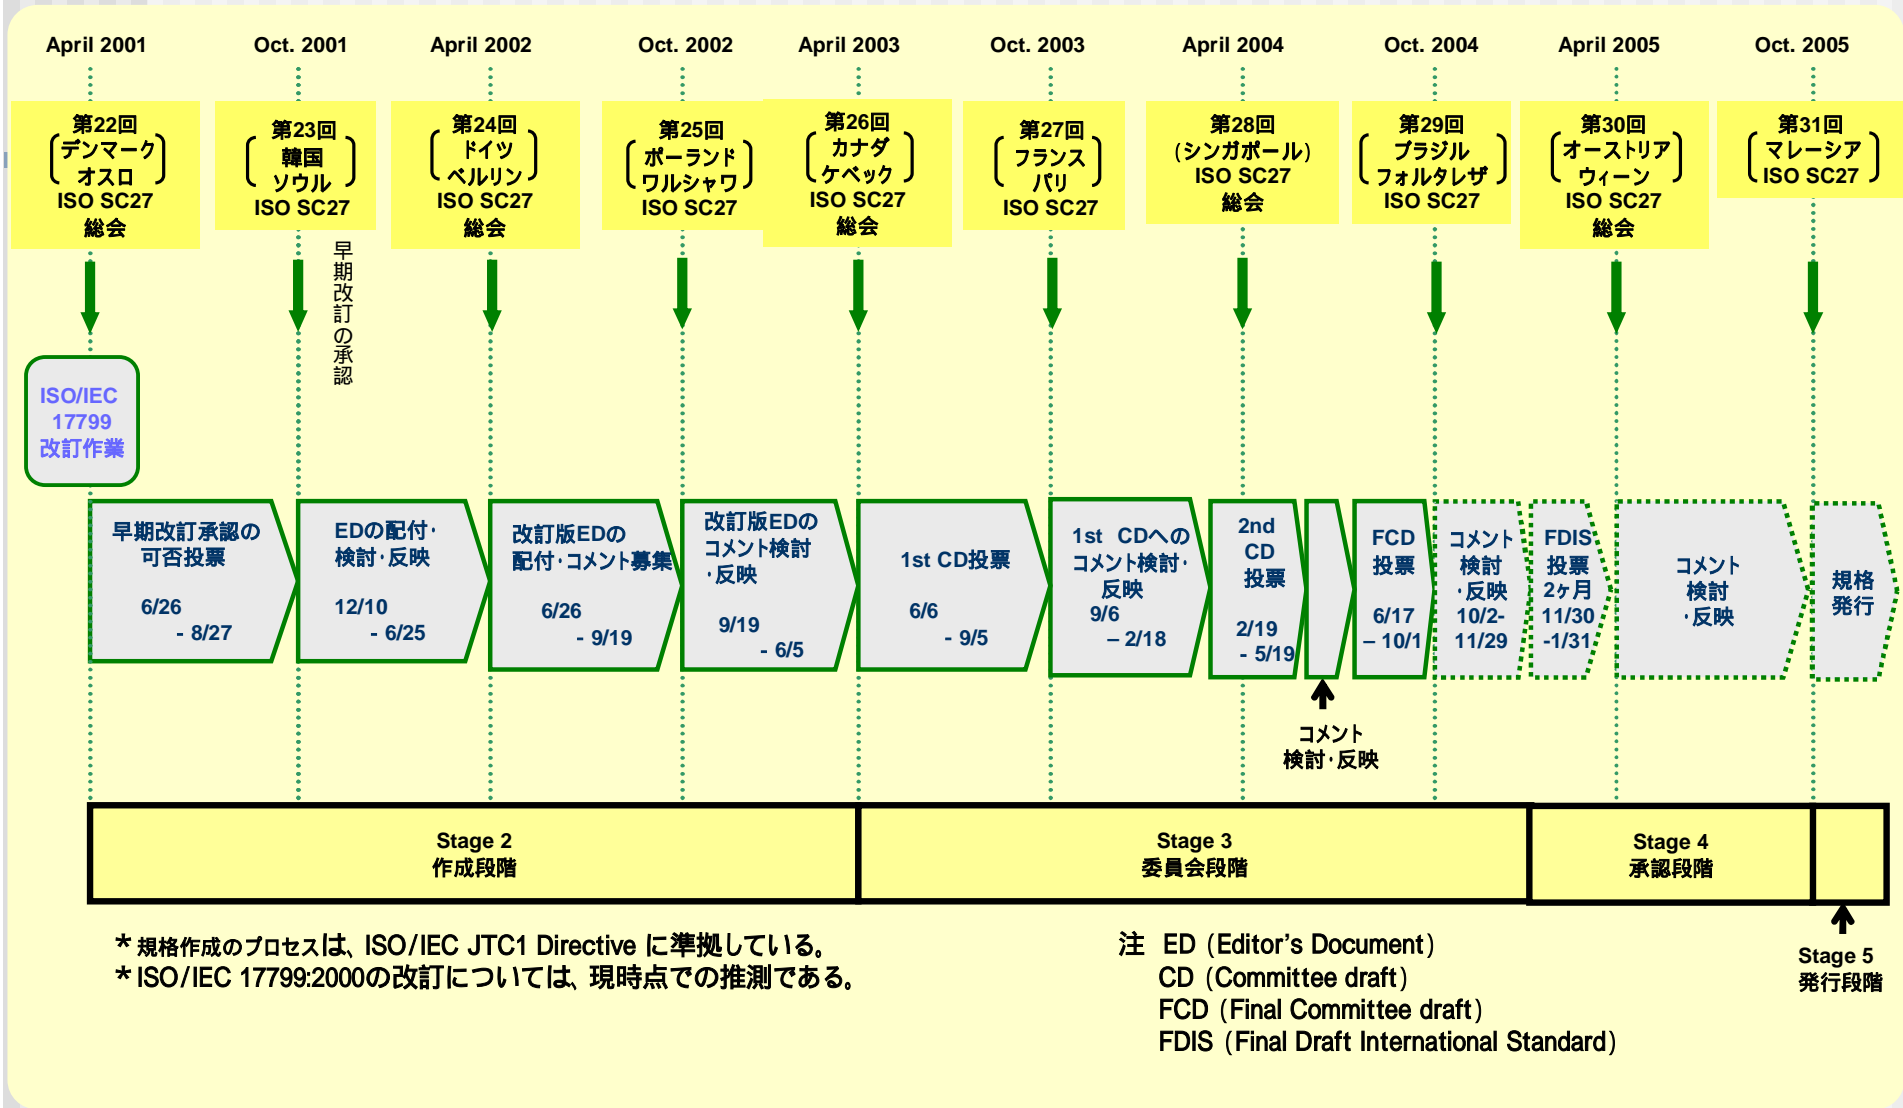 April 2001
Oct. 2001
April 2002
Oct. 2002
April 2003
Oct. 2003
April 2004
Oct. 2004
April 2005
Oct. 2005
第22回
デンマーク
オスロ
ISO SC27
総会
第23回
韓国
ソウル
ISO SC27
第24回
ドイツ
ベルリン
ISO SC27
総会
第25回
ポーランド
ワルシャワ
ISO SC27
第26回
カナダ
ケベック
ISO SC27
総会
第27回
フランス
パリ
ISO SC27
第28回
(シンガポール)
ISO SC27
総会
第29回
ブラジル
フォルタレザ
ISO SC27
第30回
オーストリア
ウィーン
ISO SC27
総会
第31回
マレーシア
ISO SC27
早期改訂の承認
ISO/IEC
17799
改訂作業
早期改訂承認の
可否投票
6/26
- 8/27
EDの配付・
検討・反映
12/10
- 6/25
改訂版EDの
配付・コメント募集
6/26
- 9/19
改訂版EDの
コメント検討
・反映
9/19
- 6/5
1st CD投票
6/6
- 9/5
1st CDへの
コメント検討・
反映
9/6
– 2/18
2nd
CD
投票
2/19
- 5/19
コメント
検討・反映
FCD
投票
6/17
– 10/1
コメント
検討
・反映
10/2-
11/29
FDIS
投票
2ヶ月
11/30
-1/31
コメント
検討
・反映
規格
発行
Stage 2
作成段階
Stage 3
委員会段階
Stage 4
承認段階
Stage 5
発行段階
*規格作成のプロセスは、ISO/IEC JTC1 Directive に準拠している。
*ISO/IEC 17799:2000の改訂については、現時点での推測である。
注 ED (Editor’s Document)
CD (Committee draft)
FCD (Final Committee draft)
FDIS (Final Draft International Standard)